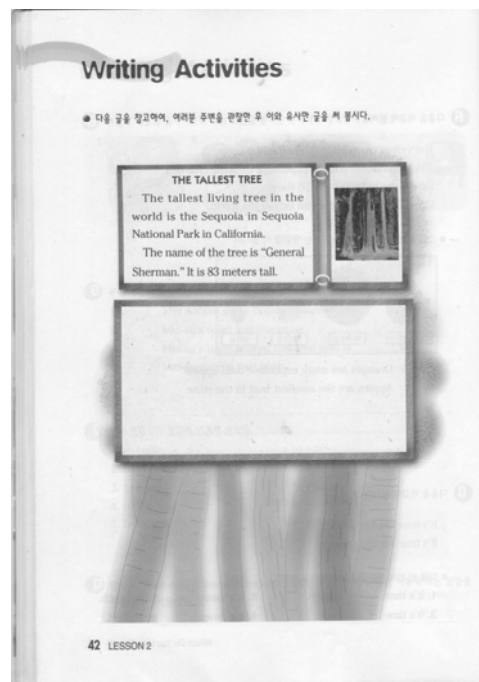 Writing Activities
● 다음 글을 참고하여, 여러분 주변을 관찰한 후 이와 유사한 글을 써 봅시다.
THE TALLEST TREE
The tallest living tree in the
world is the Sequoia in Sequoia
National Park in California.
The name of the tree is “General
Sherman.” It is 83 meters tall.
42 LESSON 2